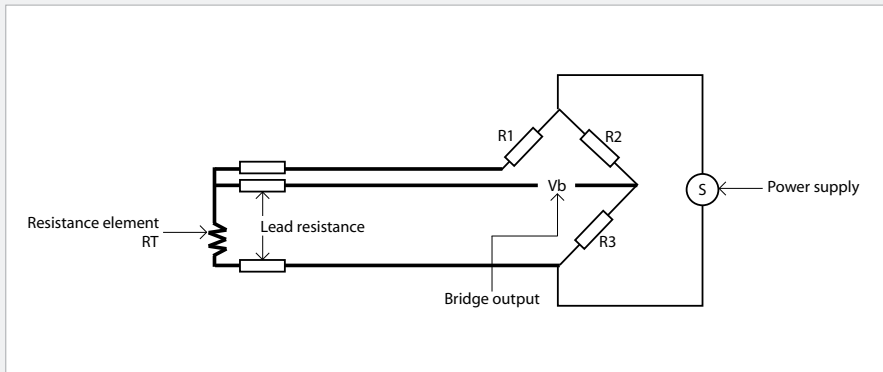 R1
R2
Vb
S
Power supply
Resistance element
RT
Lead resistance
R3
Bridge output